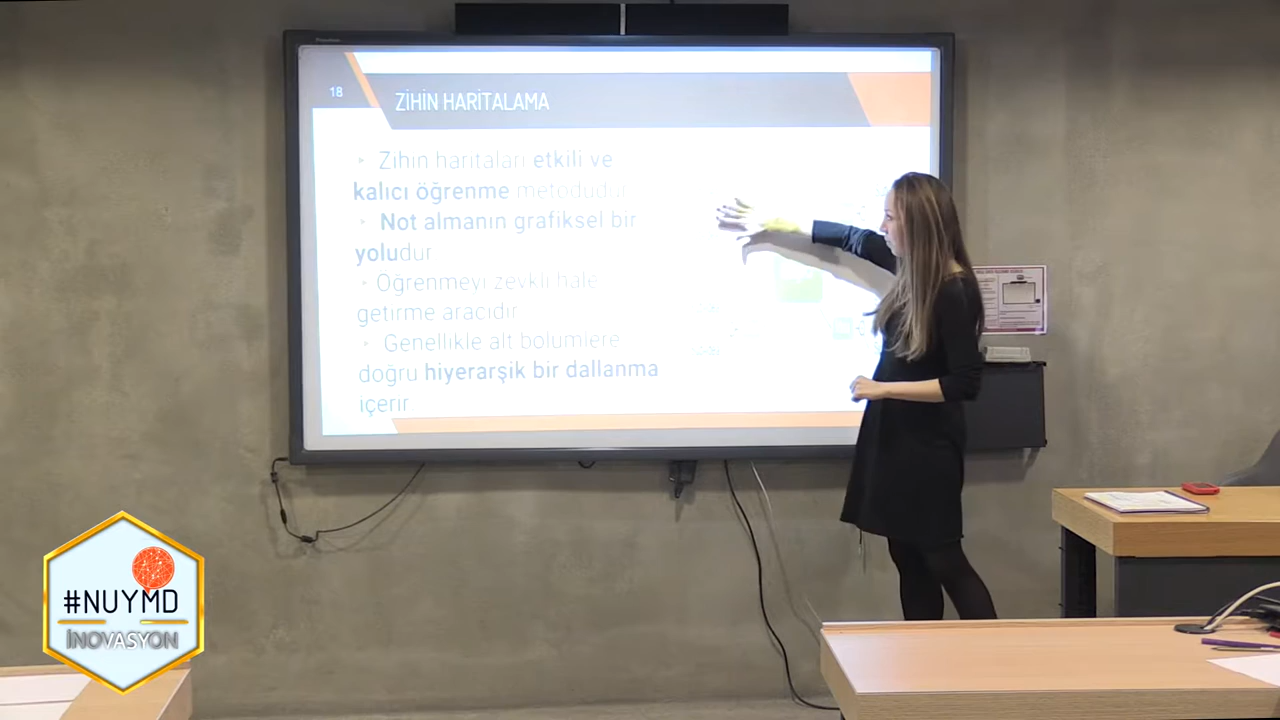 18
ZİHİN HARİTALAMA
Zihin haritaları etkili ve
kalıcı öğrenme metodudur
Not almanın grafiksel bir
yoludur
Öğrenmeyi zevkli hale
getirme aracıdır
Genellikle alt bölümlere
doğru hiyerarşik bir dallanma
içerir
#NUYMD
İNOVASYON